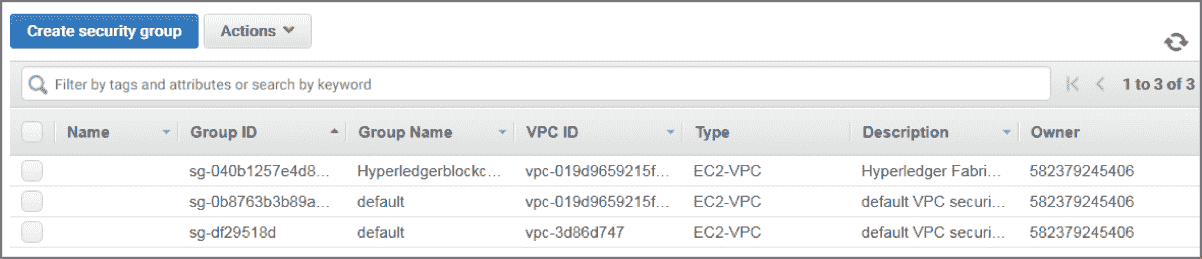 Create security group Actions
Filter by tags and attributes or search by keyword 1 to 3 of 3
Name Group ID Group Name VPC ID Type Description Owner
sg-040b1257e4d8... Hyperledgerblockc... vpc-019d9659215f... EC2-VPC Hyperledger Fabri... 582379245406
sg-0b8763b3b89a... default vpc-019d9659215f... EC2-VPC default VPC securi... 582379245406
sg-df29518d default vpc-3d86d747 EC2-VPC default VPC securi... 582379245406